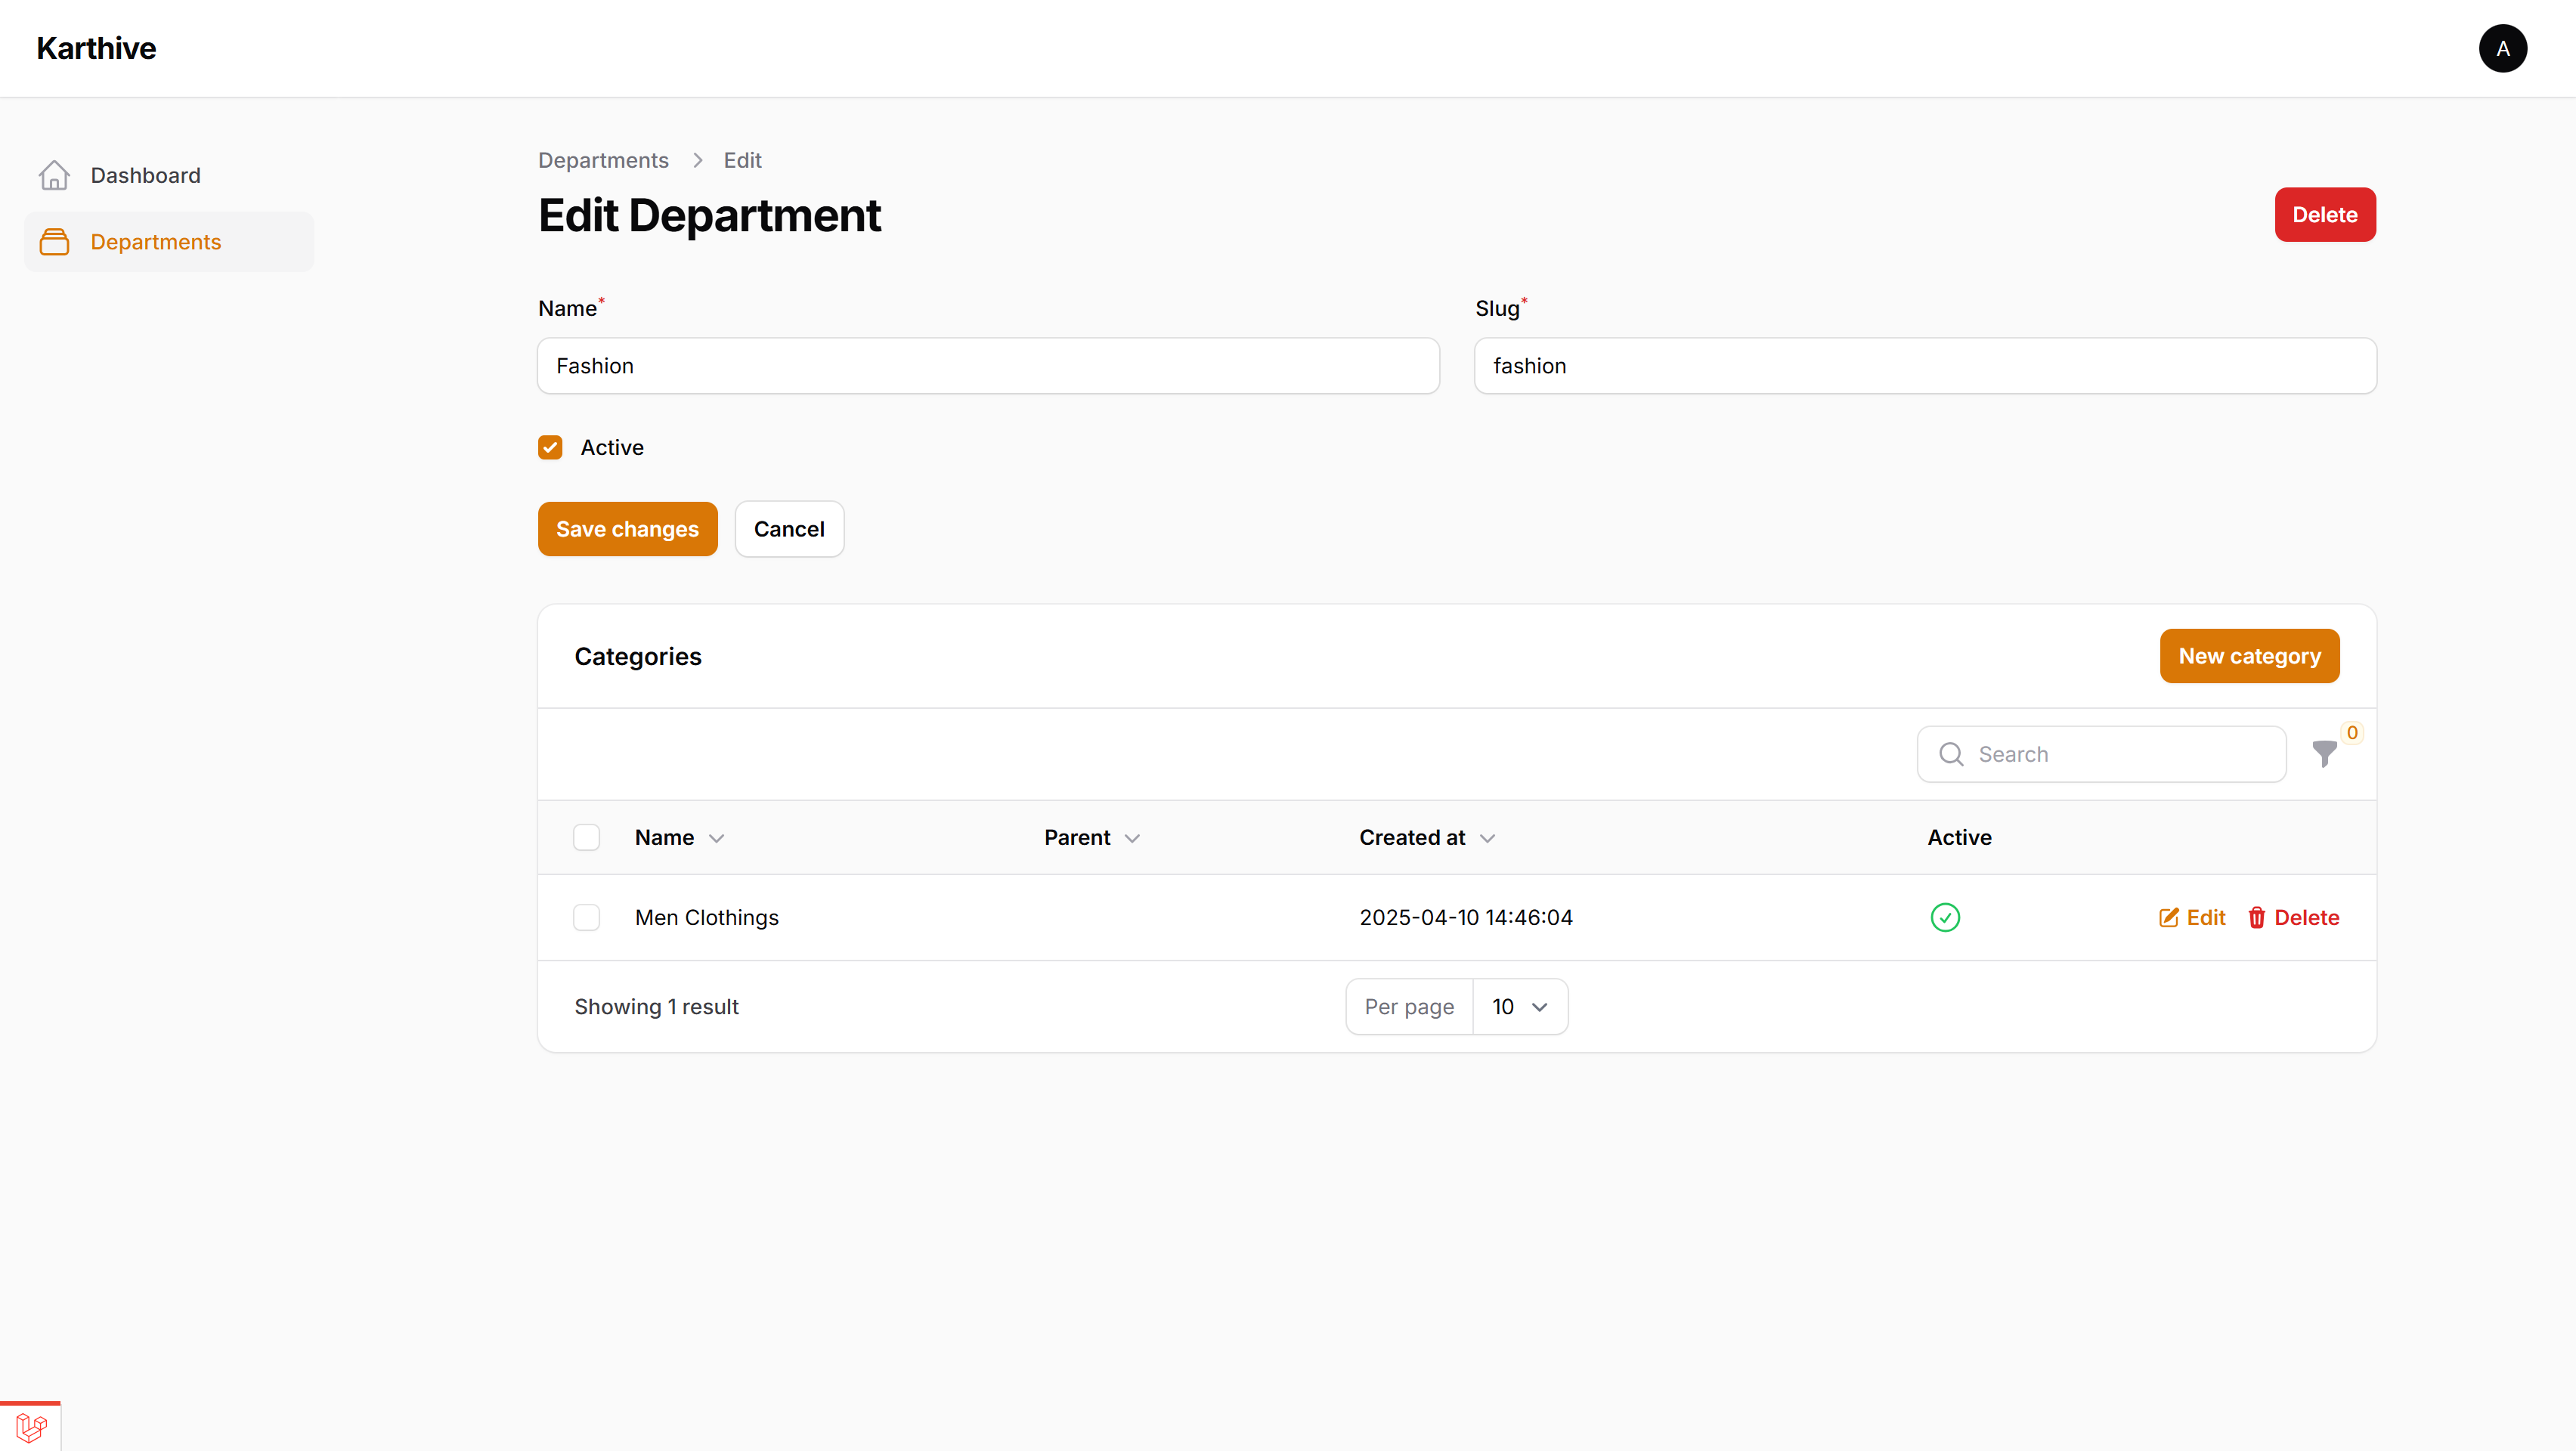 Karthive
A
Dashboard
Departments
Departments > Edit
Edit Department
Delete
Name*
Slug*
Fashion
fashion
Active
Save changes
Cancel
Categories
New category
Search
0
Name
Parent
Created at
Active
Men Clothings
2025-04-10 14:46:04
Edit
Delete
Showing 1 result
Per page
10